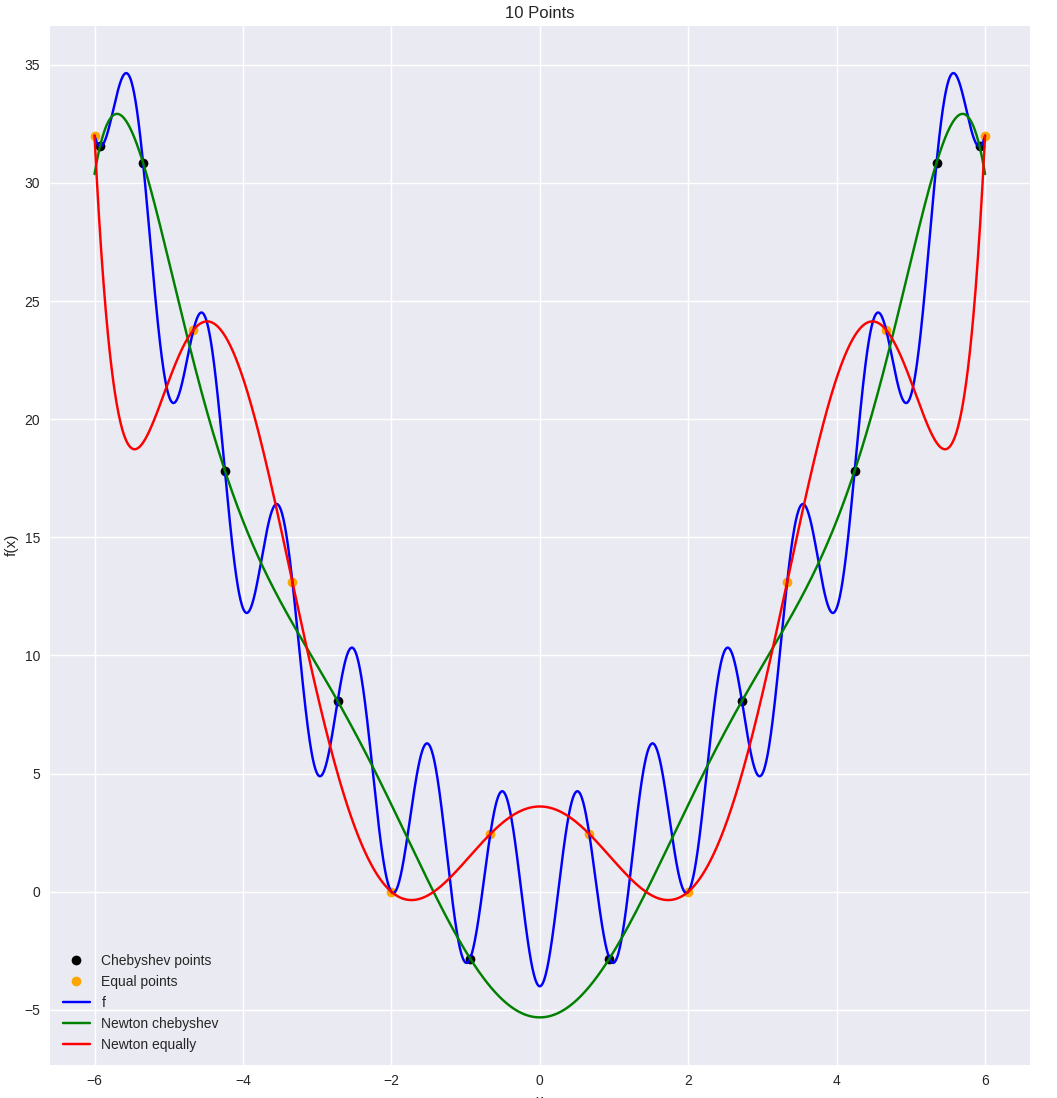 10 Points
35
30
25
20
15
10
5
0
−5
f(x)
Chebyshev points
Equal points
f
Newton chebyshev
Newton equally
−6 −4 −2 0 2 4 6